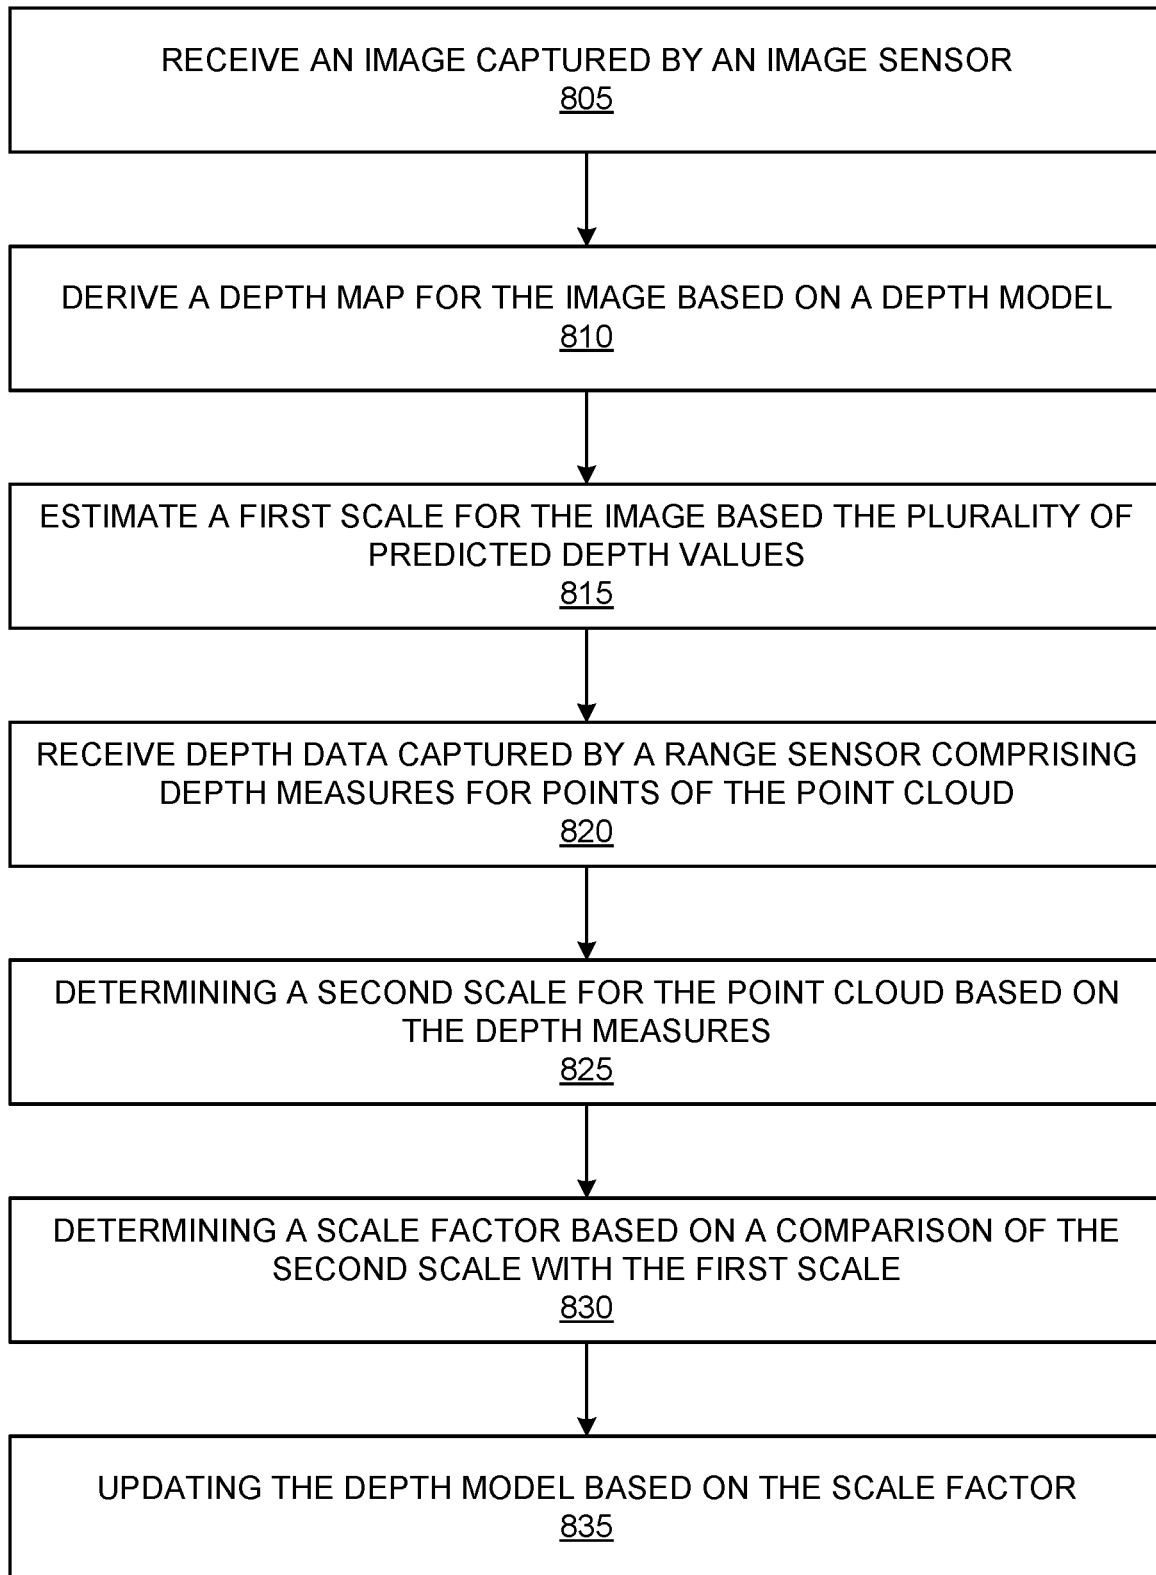 RECEIVE AN IMAGE CAPTURED BY AN IMAGE SENSOR
805
DERIVE A DEPTH MAP FOR THE IMAGE BASED ON A DEPTH MODEL
810
ESTIMATE A FIRST SCALE FOR THE IMAGE BASED THE PLURALITY OF
PREDICTED DEPTH VALUES
815
RECEIVE DEPTH DATA CAPTURED BY A RANGE SENSOR COMPRISING
DEPTH MEASURES FOR POINTS OF THE POINT CLOUD
820
DETERMINING A SECOND SCALE FOR THE POINT CLOUD BASED ON
THE DEPTH MEASURES
825
DETERMINING A SCALE FACTOR BASED ON A COMPARISON OF THE
SECOND SCALE WITH THE FIRST SCALE
830
UPDATING THE DEPTH MODEL BASED ON THE SCALE FACTOR
835